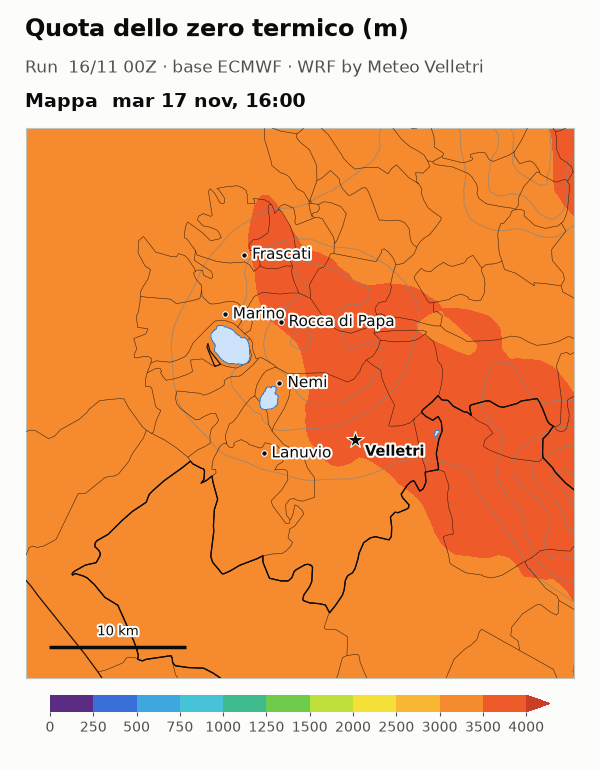 Quota dello zero termico (m)
Run  16/11 00Z · base ECMWF · WRF by Meteo Velletri
Mappa  mar 17 nov, 16:00
Frascati
Marino
Rocca di Papa
Nemi
Velletri
Lanuvio
10 km
0 250 500 750 1000 1250 1500 2000 2500 3000 3500 4000